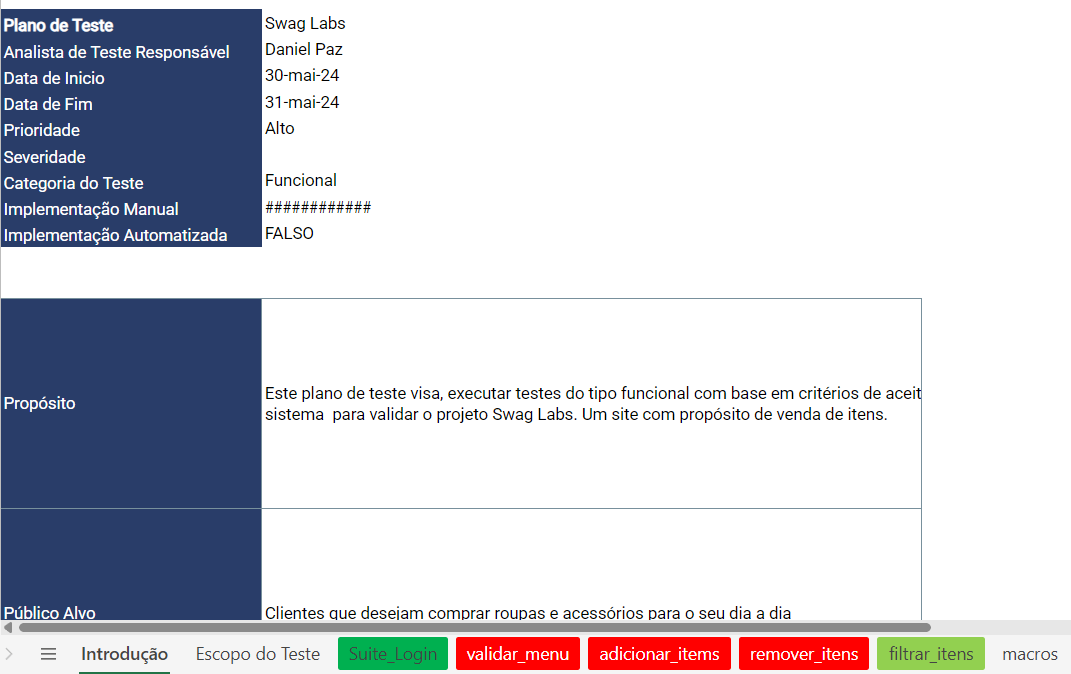 Plano de Teste Swag Labs
Analista de Teste Responsável Daniel Paz
Data de Inicio 30-mai-24
Data de Fim 31-mai-24
Prioridade Alto
Severidade
Categoria do Teste Funcional
Implementação Manual ############
Implementação Automatizada FALSO
Propósito
Este plano de teste visa, executar testes do tipo funcional com base em critérios de aceit
sistema para validar o projeto Swag Labs. Um site com propósito de venda de itens.
Público Alvo Clientes que desejam comprar roupas e acessórios para o seu dia a dia
Introdução Escopo do Teste Suite_Login validar_menu adicionar_items remover_itens filtrar_itens macros